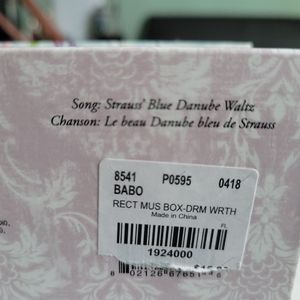 Song: Strauss' Blue Danube Waltz
Chanson: Le beau Danube bleu de Strauss
8541 P0595 0418
BABO
RECT MUS BOX-DRM WRTH
Made in China
FL
1924000